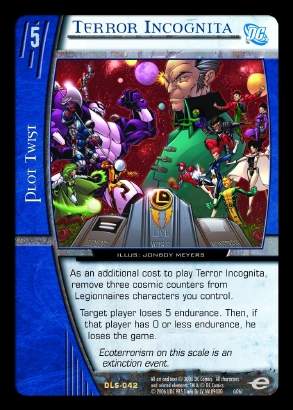 5
TERROR INCOGNITA
DC
PLOT TWIST
ILLUS: JONBOY MEYERS
As an additional cost to play Terror Incognita,
remove three cosmic counters from
Legionnaires characters you control.
Target player loses 5 endurance. Then, if
that player has 0 or less endurance, he
loses the game.
Ecoterrorism on this scale is an
extinction event.
DLS-042